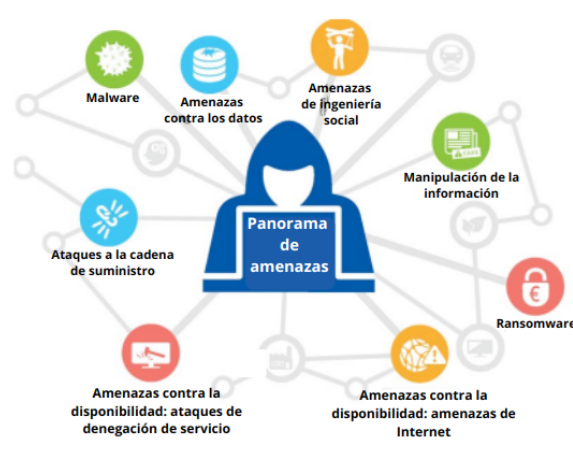 Malware
Amenazas
contra los datos
Amenazas
de ingeniería
social
Manipulación de la
información
Panorama
de
amenazas
Ataques a la cadena
de suministro
€
Ransomware
Amenazas contra la
disponibilidad: ataques de
denegación de servicio
Amenazas contra la
disponibilidad: amenazas de
Internet